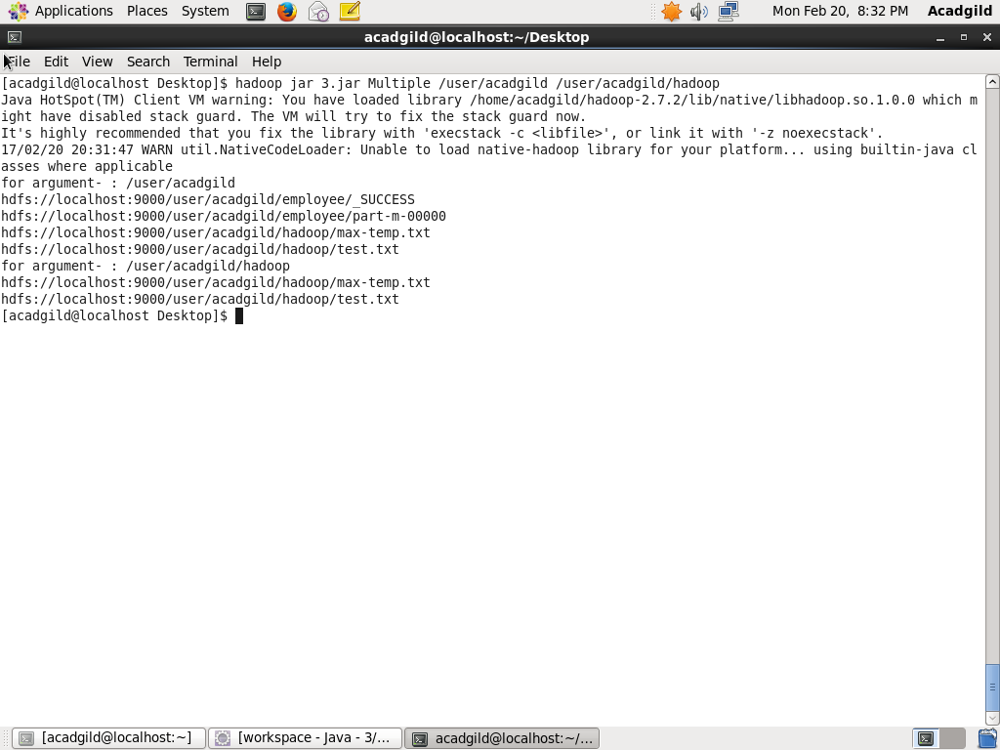 Applications Places System Mon Feb 20, 8:32 PM Acadgild
acadgild@localhost:~/Desktop
File Edit View Search Terminal Help
[acadgild@localhost Desktop]$ hadoop jar 3.jar Multiple /user/acadgild /user/acadgild/hadoop
Java HotSpot(TM) Client VM warning: You have loaded library /home/acadgild/hadoop-2.7.2/lib/native/libhadoop.so.1.0.0 which m
ight have disabled stack guard. The VM will try to fix the stack guard now.
It's highly recommended that you fix the library with 'execstack -c <libfile>', or link it with '-z noexecstack'.
17/02/20 20:31:47 WARN util.NativeCodeLoader: Unable to load native-hadoop library for your platform... using builtin-java cl
asses where applicable
for argument- : /user/acadgild
hdfs://localhost:9000/user/acadgild/employee/_SUCCESS
hdfs://localhost:9000/user/acadgild/employee/part-m-00000
hdfs://localhost:9000/user/acadgild/hadoop/max-temp.txt
hdfs://localhost:9000/user/acadgild/hadoop/test.txt
for argument- : /user/acadgild/hadoop
hdfs://localhost:9000/user/acadgild/hadoop/max-temp.txt
hdfs://localhost:9000/user/acadgild/hadoop/test.txt
[acadgild@localhost Desktop]$
[acadgild@localhost:~] [workspace - Java - 3/... acadgild@localhost:~/...